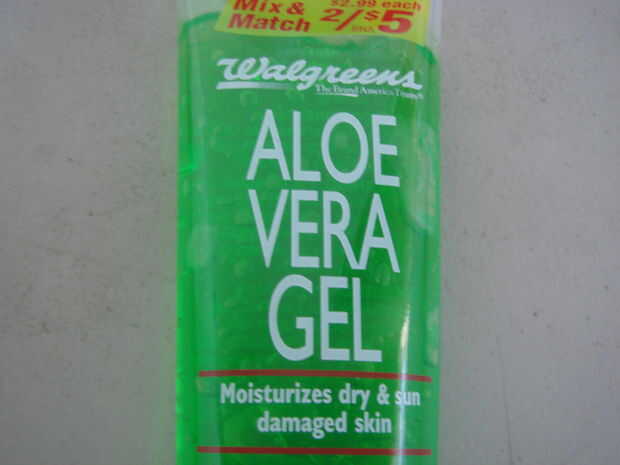 Mix & $2.99 each
Match 2/$5
Walgreens
The Brand America Trusts
ALOE
VERA
GEL
Moisturizes dry & sun
damaged skin